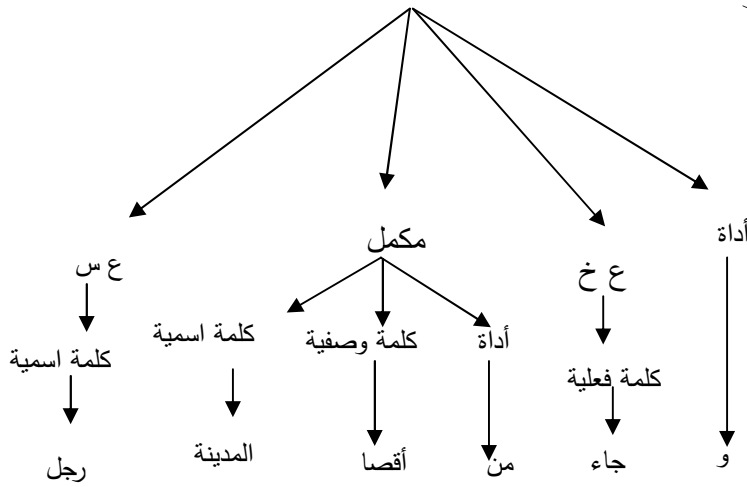 أداة
مكمل
ع خ
ع س
أداة
كلمة وصفية
كلمة اسمية
كلمة فعلية
كلمة اسمية
و
جاء
من
أقصا
المدينة
رجل